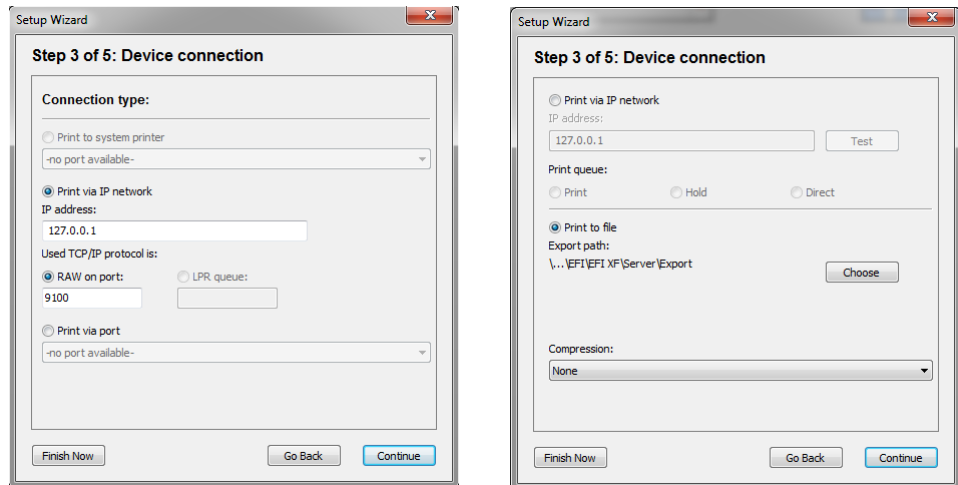 Setup Wizard
Step 3 of 5: Device connection
Connection type:
Print to system printer
-no port available-
Print via IP network
IP address:
127.0.0.1
Used TCP/IP protocol is:
RAW on port:
LPR queue:
9100
Print via port
-no port available-
Finish Now
Go Back
Continue
Setup Wizard
Step 3 of 5: Device connection
Print via IP network
IP address:
127.0.0.1
Test
Print queue:
Print
Hold
Direct
Print to file
Export path:
\...\EFI\EFI XF\Server\Export
Choose
Compression:
None
Finish Now
Go Back
Continue